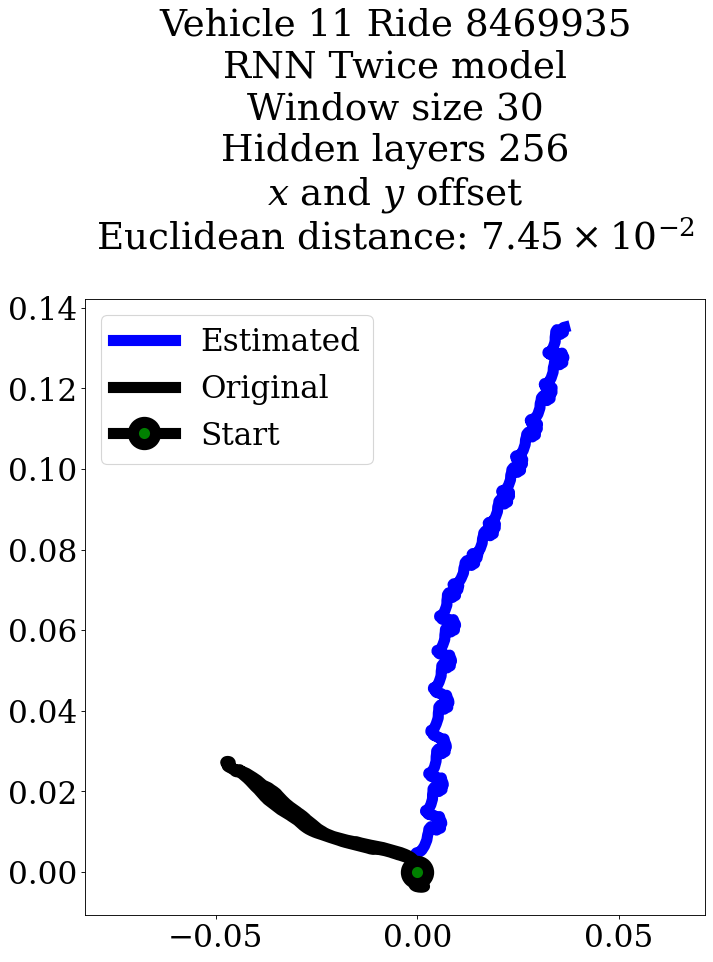 Vehicle 11 Ride 8469935
RNN Twice model
Window size 30
Hidden layers 256
x and y offset
Euclidean distance: 7.45 × 10⁻²
Estimated
Original
Start
0.14
0.12
0.10
0.08
0.06
0.04
0.02
0.00
−0.05 0.00 0.05